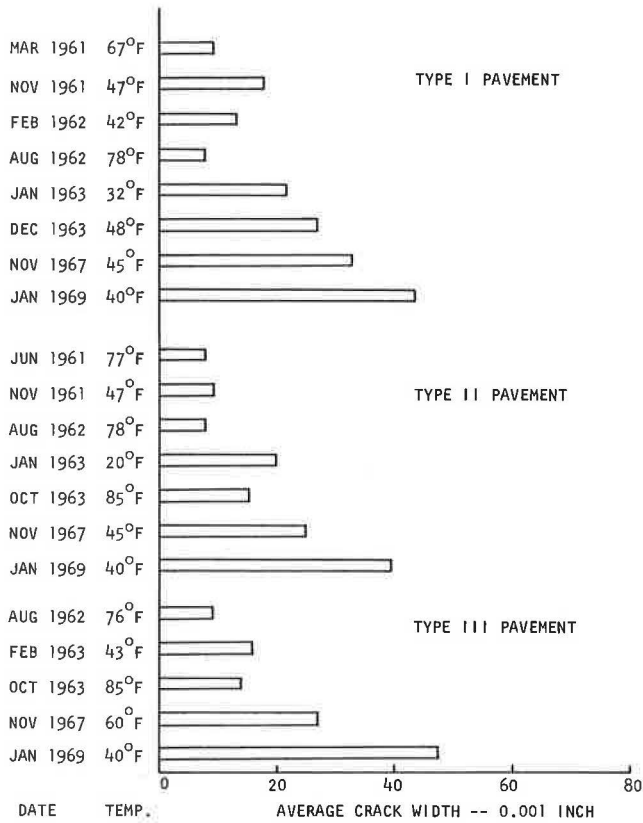 MAR 1961 67°F
TYPE I PAVEMENT
NOV 1961 47°F
FEB 1962 42°F
AUG 1962 78°F
JAN 1963 32°F
DEC 1963 48°F
NOV 1967 45°F
JAN 1969 40°F
JUN 1961 77°F
NOV 1961 47°F
TYPE II PAVEMENT
AUG 1962 78°F
JAN 1963 20°F
OCT 1963 85°F
NOV 1967 45°F
JAN 1969 40°F
AUG 1962 76°F
TYPE III PAVEMENT
FEB 1963 43°F
OCT 1963 85°F
NOV 1967 60°F
JAN 1969 40°F
0 20 40 60 80
DATE TEMP. AVERAGE CRACK WIDTH -- 0.001 INCH